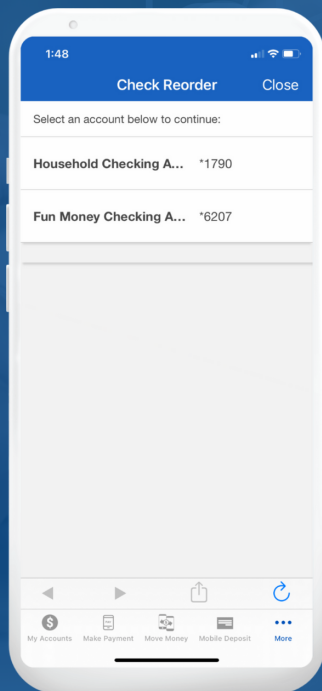 1:48
Check Reorder Close
Select an account below to continue:
Household Checking A... *1790
Fun Money Checking A... *6207
My Accounts Make Payment Move Money Mobile Deposit More